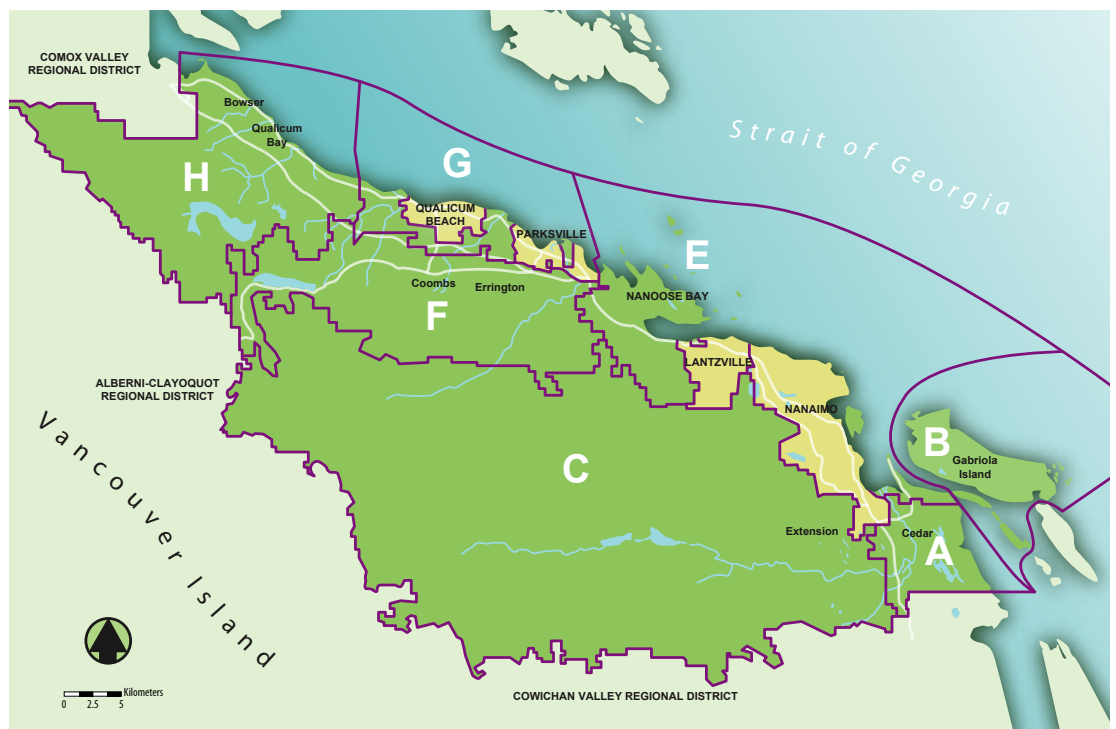 COMOX VALLEY
REGIONAL DISTRICT
Bowser
Qualicum
Bay
Strait of Georgia
G
H
QUALICUM
BEACH
PARKSVILLE
E
Coombs
Errington
NANOOSE BAY
F
LANTZVILLE
ALBERNI-CLAYOQUOT
REGIONAL DISTRICT
NANAIMO
B
Gabriola
Island
C
Vancouver Island
Extension
Cedar
A
Kilometers
0 2.5 5
COWICHAN VALLEY REGIONAL DISTRICT